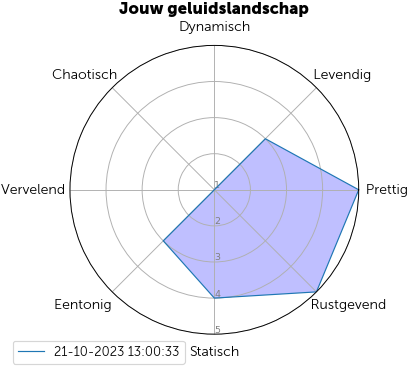 Jouw geluidslandschap
Dynamisch
Chaotisch
Levendig
Vervelend
1
Prettig
2
3
4
Eentonig
Rustgevend
5
21-10-2023 13:00:33
Statisch